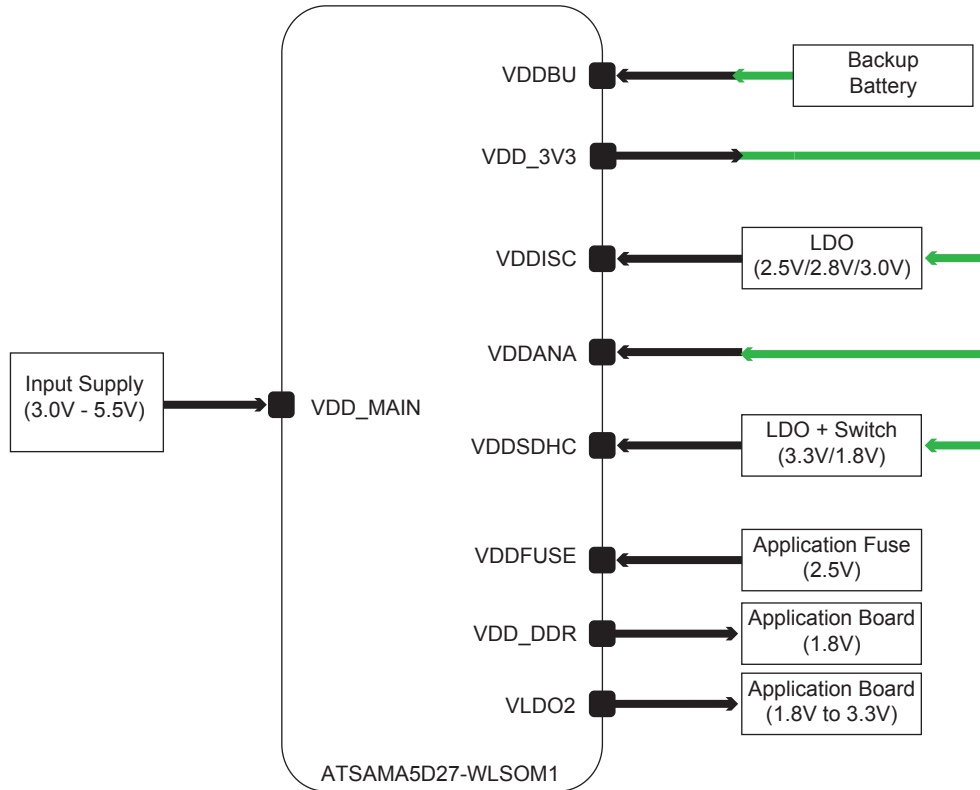 VDDBU
Backup
Battery
VDD_3V3
VDDISC
LDO
(2.5V/2.8V/3.0V)
VDDANA
Input Supply
(3.0V - 5.5V)
VDD_MAIN
VDDSDHC
LDO + Switch
(3.3V/1.8V)
VDDFUSE
Application Fuse
(2.5V)
VDD_DDR
Application Board
(1.8V)
VLDO2
Application Board
(1.8V to 3.3V)
ATSAMA5D27-WLSOM1